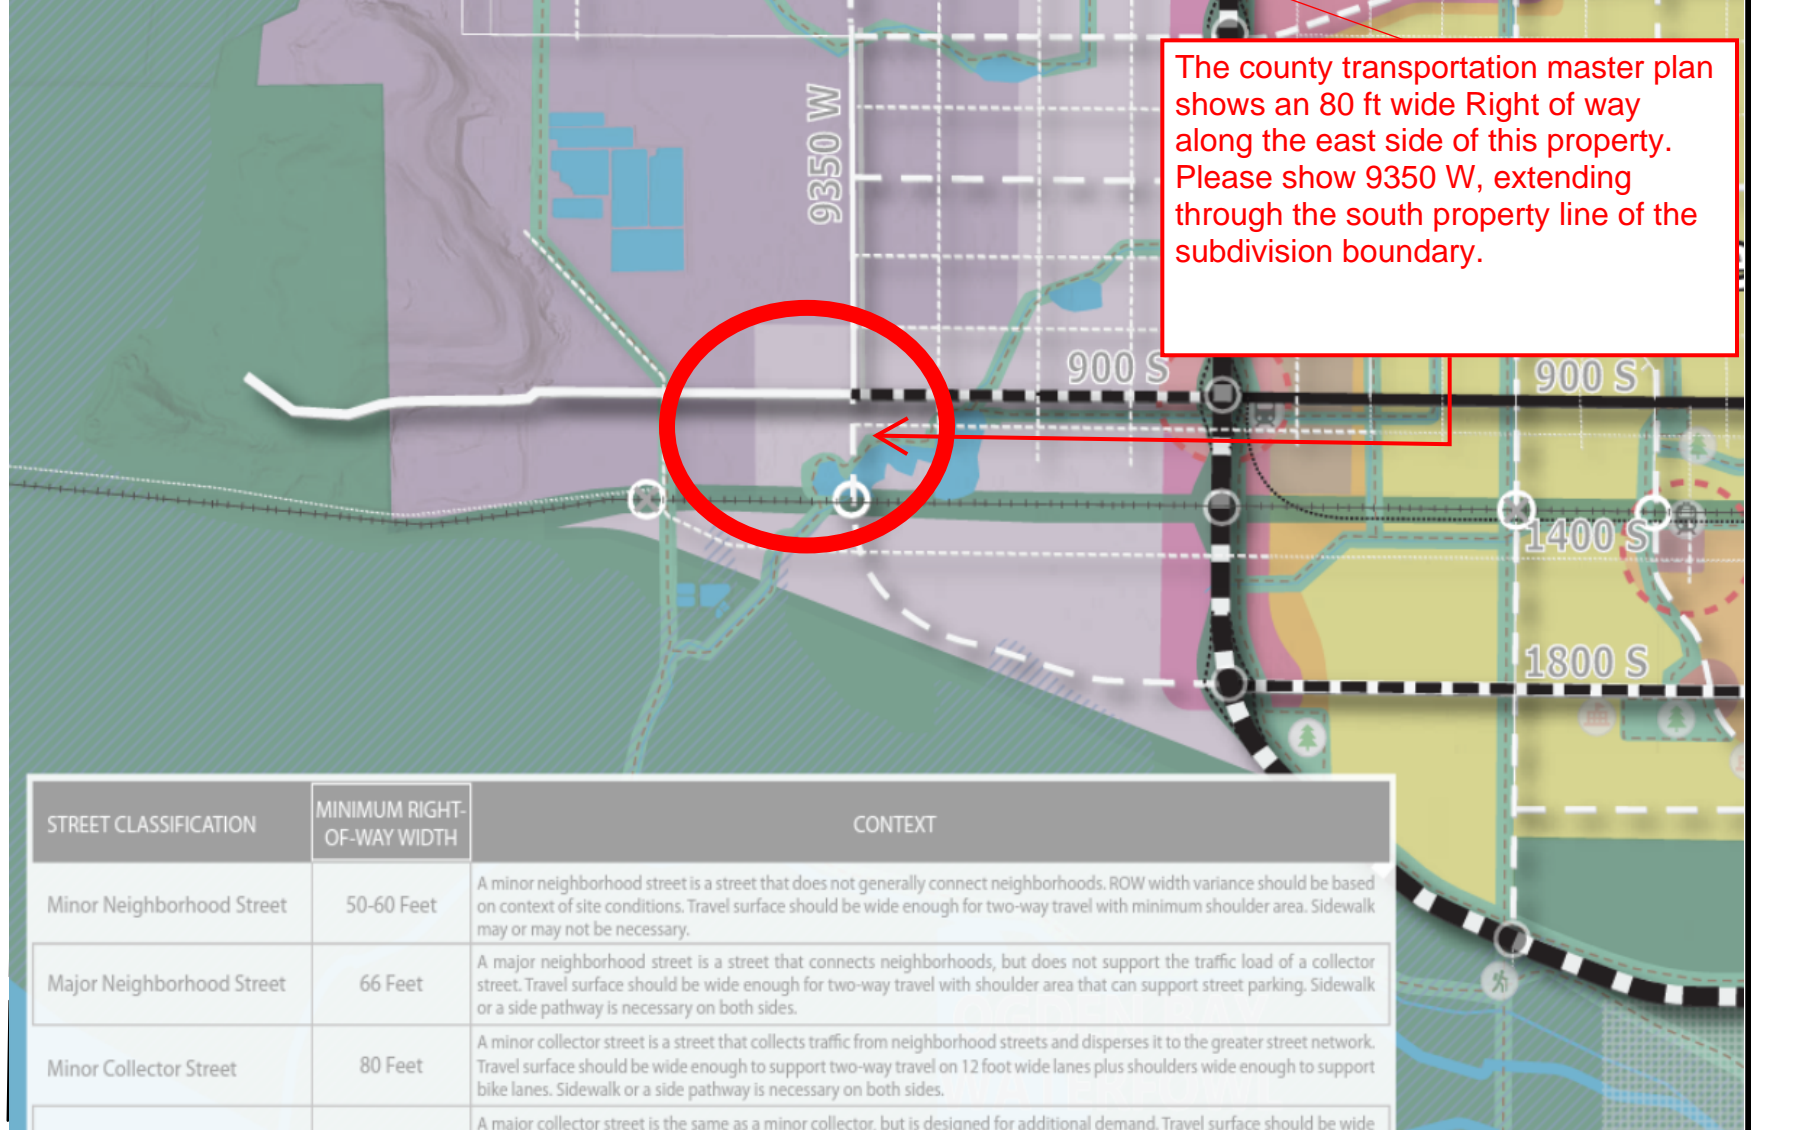 The county transportation master plan
shows an 80 ft wide Right of way
along the east side of this property.
Please show 9350 W, extending
through the south property line of the
subdivision boundary.
9350 W
900 S
900 S
1400 S
1800 S
STREET CLASSIFICATION
MINIMUM RIGHT-
OF-WAY WIDTH
CONTEXT
Minor Neighborhood Street
50-60 Feet
A minor neighborhood street is a street that does not generally connect neighborhoods. ROW width variance should be based
on context of site conditions. Travel surface should be wide enough for two-way travel with minimum shoulder area. Sidewalk
may or may not be necessary.
Major Neighborhood Street
66 Feet
A major neighborhood street is a street that connects neighborhoods, but does not support the traffic load of a collector
street. Travel surface should be wide enough for two-way travel with shoulder area that can support street parking. Sidewalk
or a side pathway is necessary on both sides.
Minor Collector Street
80 Feet
A minor collector street is a street that collects traffic from neighborhood streets and disperses it to the greater street network.
Travel surface should be wide enough to support two-way travel on 12 foot wide lanes plus shoulders wide enough to support
bike lanes. Sidewalk or a side pathway is necessary on both sides.
A major collector street is the same as a minor collector, but is designed for additional demand. Travel surface should be wide